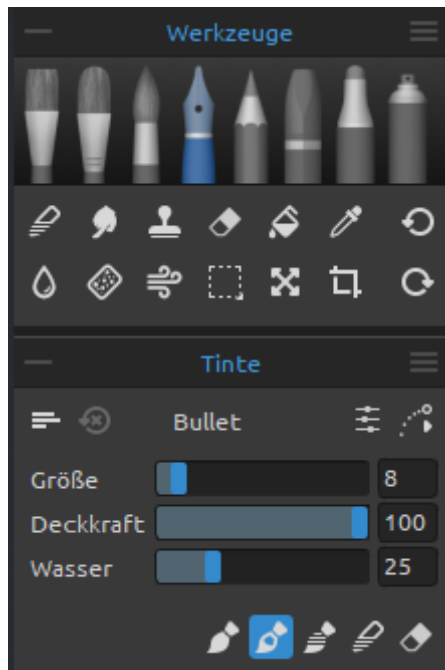 Werkzeuge
Tinte
Bullet
Größe 8
Deckkraft 100
Wasser 25